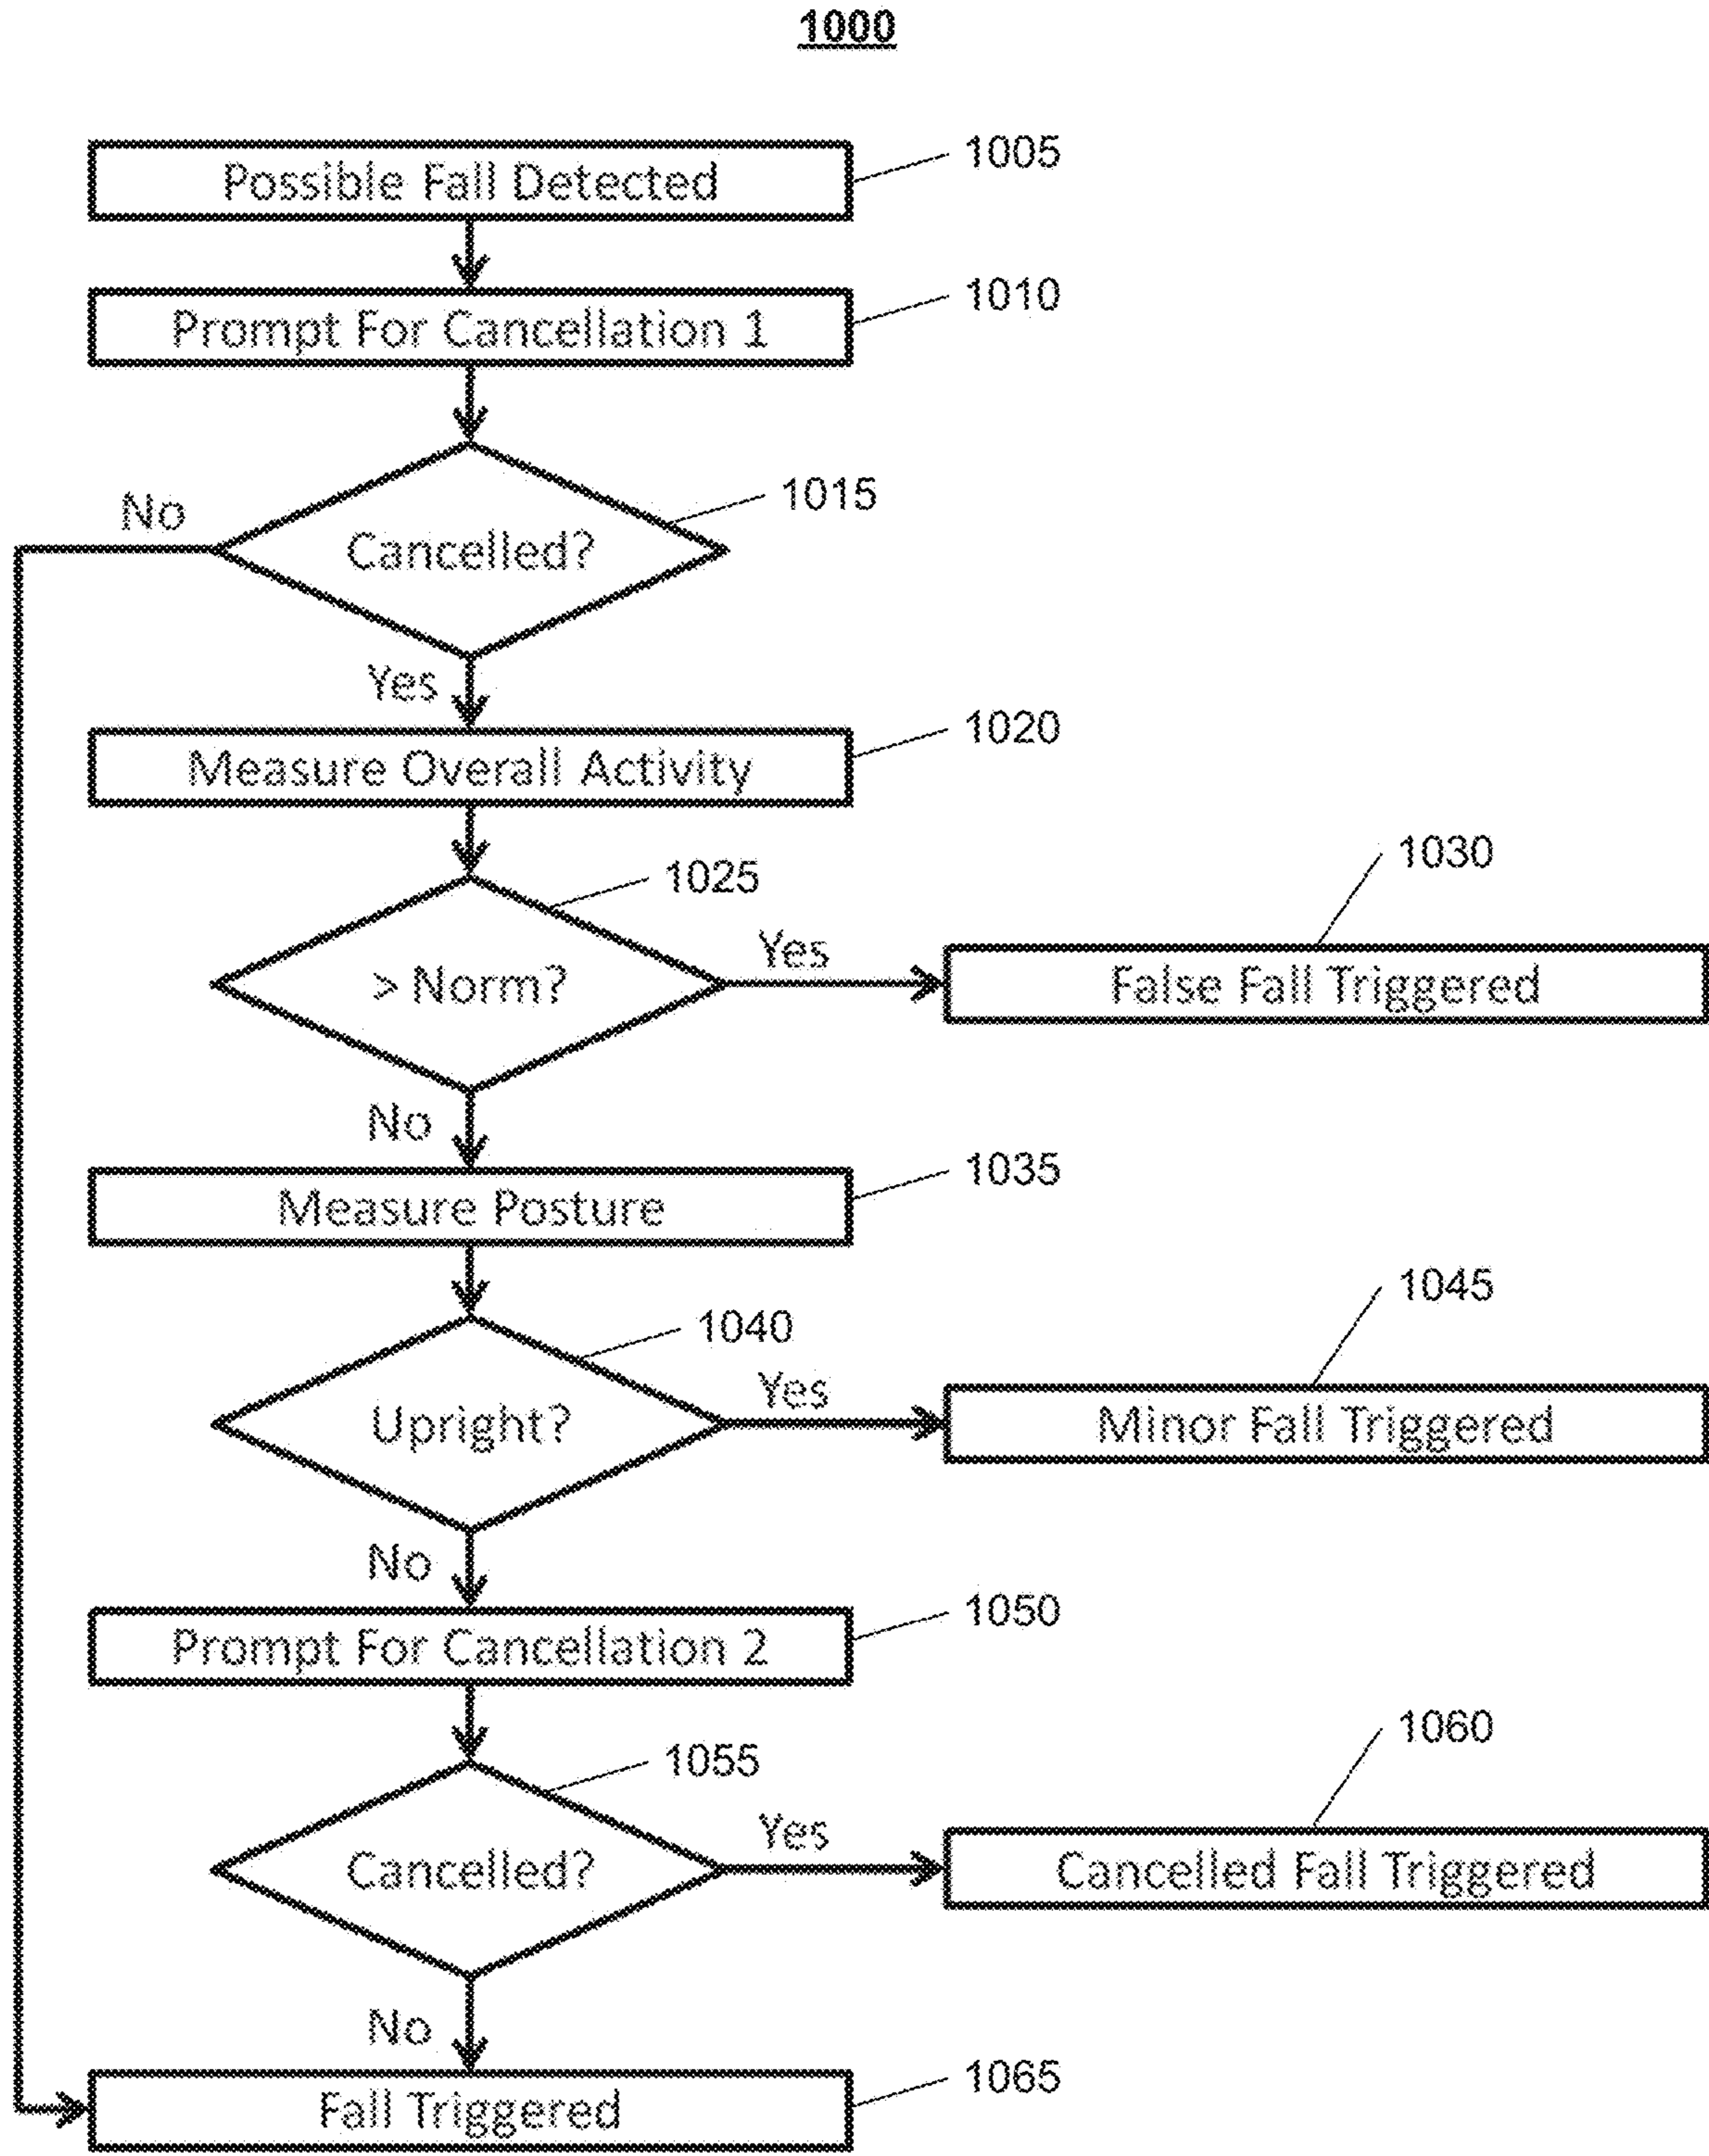 1000
Possible Fall Detected
1005
Prompt For Cancellation 1
1010
Cancelled?
1015
No
Yes
Measure Overall Activity
1020
> Norm?
1025
Yes
False Fall Triggered
1030
No
Measure Posture
1035
Upright?
1040
Yes
Minor Fall Triggered
1045
No
Prompt For Cancellation 2
1050
Cancelled?
1055
Yes
Cancelled Fall Triggered
1060
No
Fall Triggered
1065